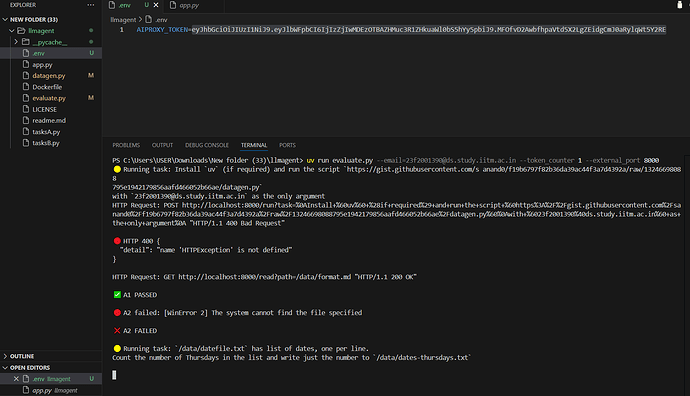 EXPLORER
NEW FOLDER (33)
llmagent
__pycache__
.env U
app.py
datagen.py M
Dockerfile
evaluate.py M
LICENSE
readme.md
tasksA.py
tasksB.py
OUTLINE
OPEN EDITORS
.env llmagent U
app.py llmagent
.env U
app.py
llmagent > .env
1 AIPROXY_TOKEN=
PROBLEMS OUTPUT DEBUG CONSOLE TERMINAL PORTS
PS C:\Users\USER\Downloads\New folder (33)\llmagent> uv run evaluate.py --email=23f2001390@ds.study.iitm.ac.in --token_counter 1 --external_port 8000
Running task: Install `uv` (if required) and run the script `https://gist.githubusercontent.com/s anand0/f19b6797f82b36da39ac44f3a7d4392a/raw/1324669808
8
795e1942179856aafd466052b66ae/datagen.py`
with `23f2001390@ds.study.iitm.ac.in` as the only argument
HTTP Request: POST http://localhost:8000/run?task=%0AInstall+%60uv%60+%28if+required%29+and+run+the+script+%60https%3A%2F%2Fgist.githubusercontent.com%2Fsa
nand0%2Ff19b6797f82b36da39ac44f3a7d4392a%2Fraw%2F13246698088795e1942179856aafd466052b66ae%2Fdatagen.py%60%0Awith+%6023f2001390%40ds.study.iitm.ac.in%60+as+
the+only+argument%0A "HTTP/1.1 400 Bad Request"
HTTP 400 {
"detail": "name 'HTTPException' is not defined"
}
HTTP Request: GET http://localhost:8000/read?path=/data/format.md "HTTP/1.1 200 OK"
A1 PASSED
A2 failed: [WinError 2] The system cannot find the file specified
A2 FAILED
Running task: `/data/datefile.txt` has list of dates, one per line.
Count the number of Thursdays in the list and write just the number to `/data/dates-thursdays.txt`